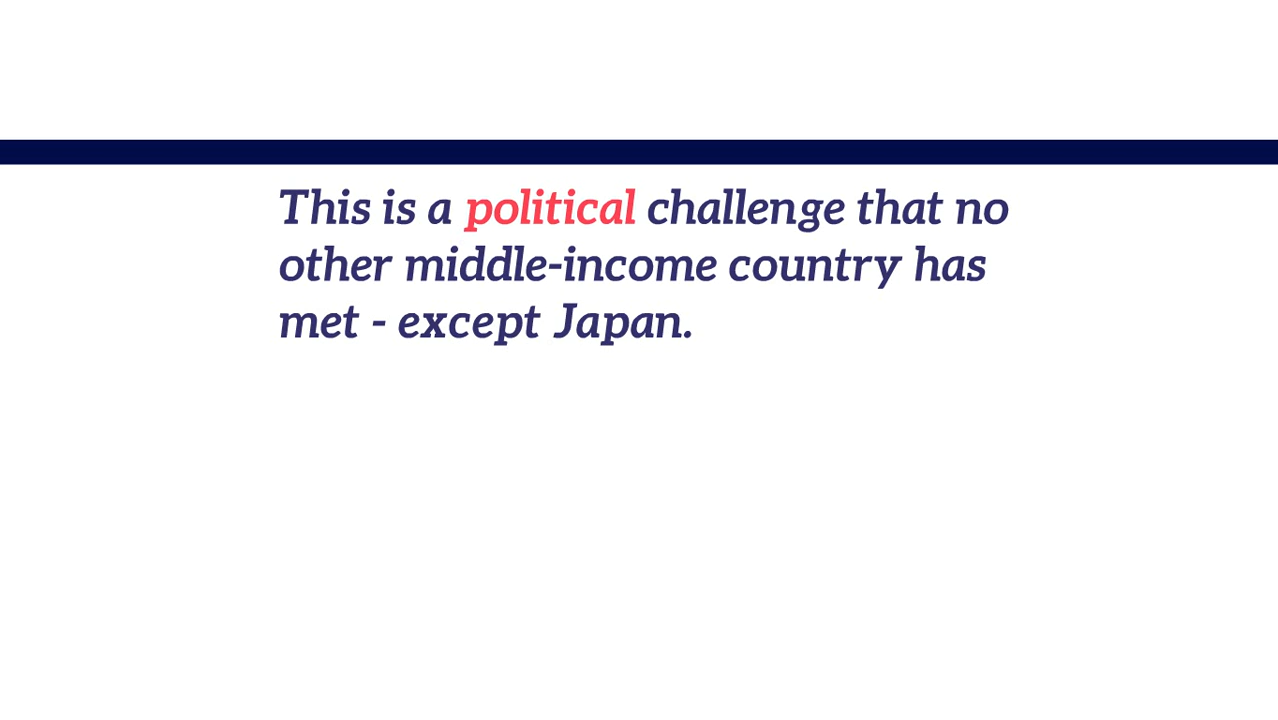 This is a political challenge that no
other middle-income country has
met - except Japan.